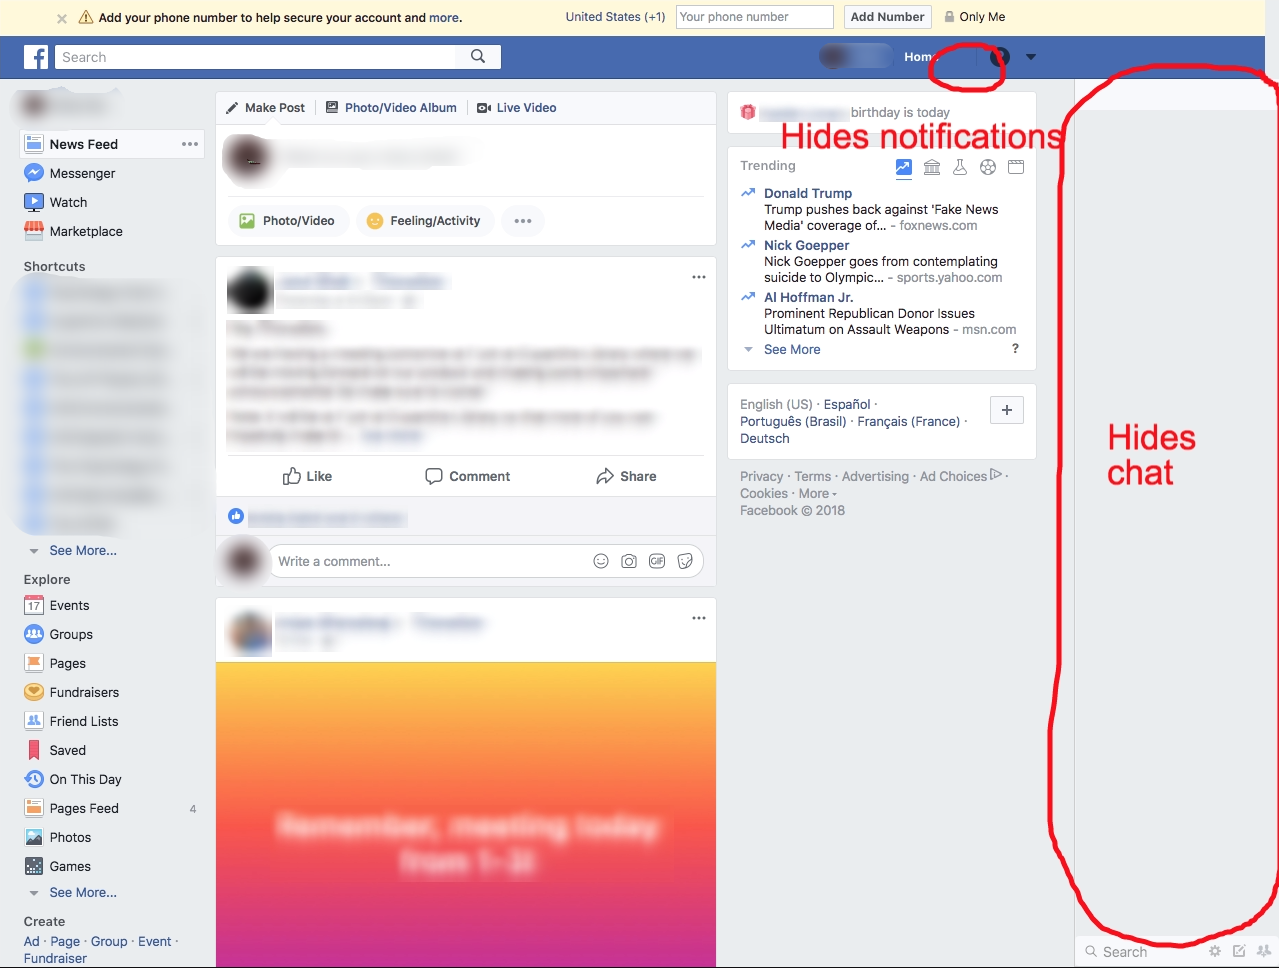 Add your phone number to help secure your account and more.
United States (+1)
Your phone number
Add Number
Only Me
Search
Home
Make Post
Photo/Video Album
Live Video
birthday is today
Hides notifications
News Feed
Messenger
Watch
Marketplace
Photo/Video
Feeling/Activity
Trending
Donald Trump
Trump pushes back against 'Fake News
Media' coverage of... - foxnews.com
Nick Goepper
Nick Goepper goes from contemplating
suicide to Olympic... - sports.yahoo.com
Al Hoffman Jr.
Prominent Republican Donor Issues
Ultimatum on Assault Weapons - msn.com
See More
?
Shortcuts
English (US) · Español ·
Português (Brasil) · Français (France) ·
Deutsch
Hides
chat
Like
Comment
Share
Privacy · Terms · Advertising · Ad Choices ·
Cookies · More
Facebook © 2018
See More...
Write a comment...
GIF
Explore
17
Events
Groups
Pages
Fundraisers
Friend Lists
Saved
On This Day
Pages Feed
4
Photos
Games
See More...
Remember, meeting today
Create
Ad · Page · Group · Event ·
Fundraiser
Search